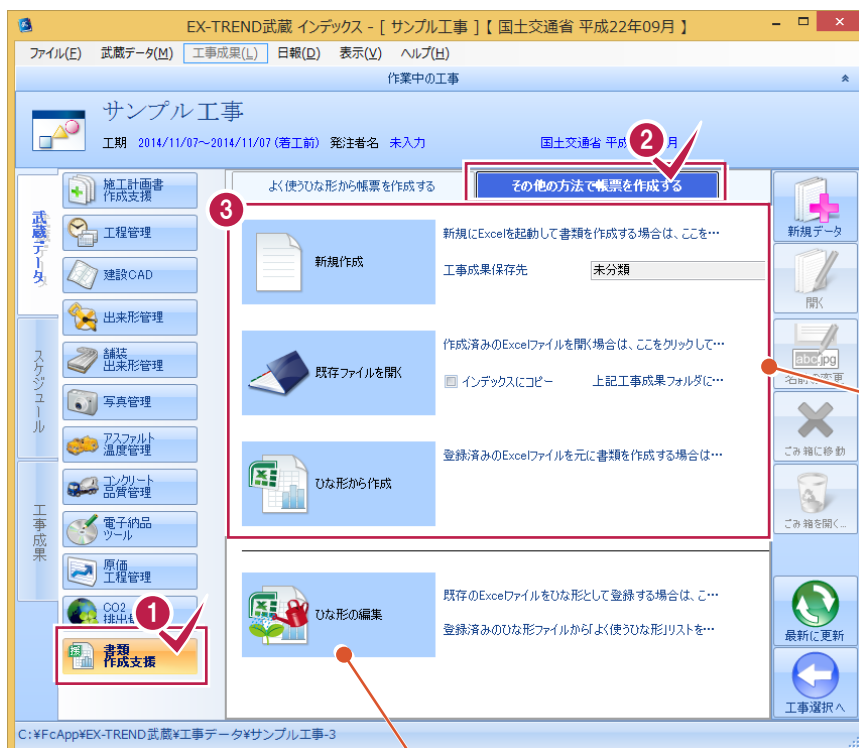 EX-TREND武蔵 インデックス - [ サンプル工事 ]【 国土交通省 平成22年09月 】
ファイル(F) 武蔵データ(M) 工事成果(L) 日報(D) 表示(V) ヘルプ(H)
作業中の工事
サンプル工事
工期 2014/11/07～2014/11/07 (着工前) 発注者名 未入力 国土交通省 平成 月
2
武蔵データ
スケジュール
工事成果
施工計画書
作成支援
工程管理
建設CAD
出来形管理
舗装
出来形管理
写真管理
アスファルト
温度管理
コンクリート
品質管理
電子納品
ツール
原価
工程管理
CO2
1
書類
作成支援
よく使うひな形から帳票を作成する
その他の方法で帳票を作成する
3
新規作成
新規にExcelを起動して書類を作成する場合は、ここを…
工事成果保存先 未分類
既存ファイルを開く
作成済みのExcelファイルを開く場合は、ここをクリックして…
インデックスにコピー 上記工事成果フォルダに…
ひな形から作成
登録済みのExcelファイルを元に書類を作成する場合は…
ひな形の編集
既存のExcelファイルをひな形として登録する場合は、こ…
登録済みのひな形ファイルから「よく使うひな形」リストを…
新規データ
開く
abc.jpg
名前の変更
ごみ箱に移動
ごみ箱を開く...
最新に更新
工事選択へ
C:¥FcApp¥EX-TREND武蔵¥工事データ¥サンプル工事-3